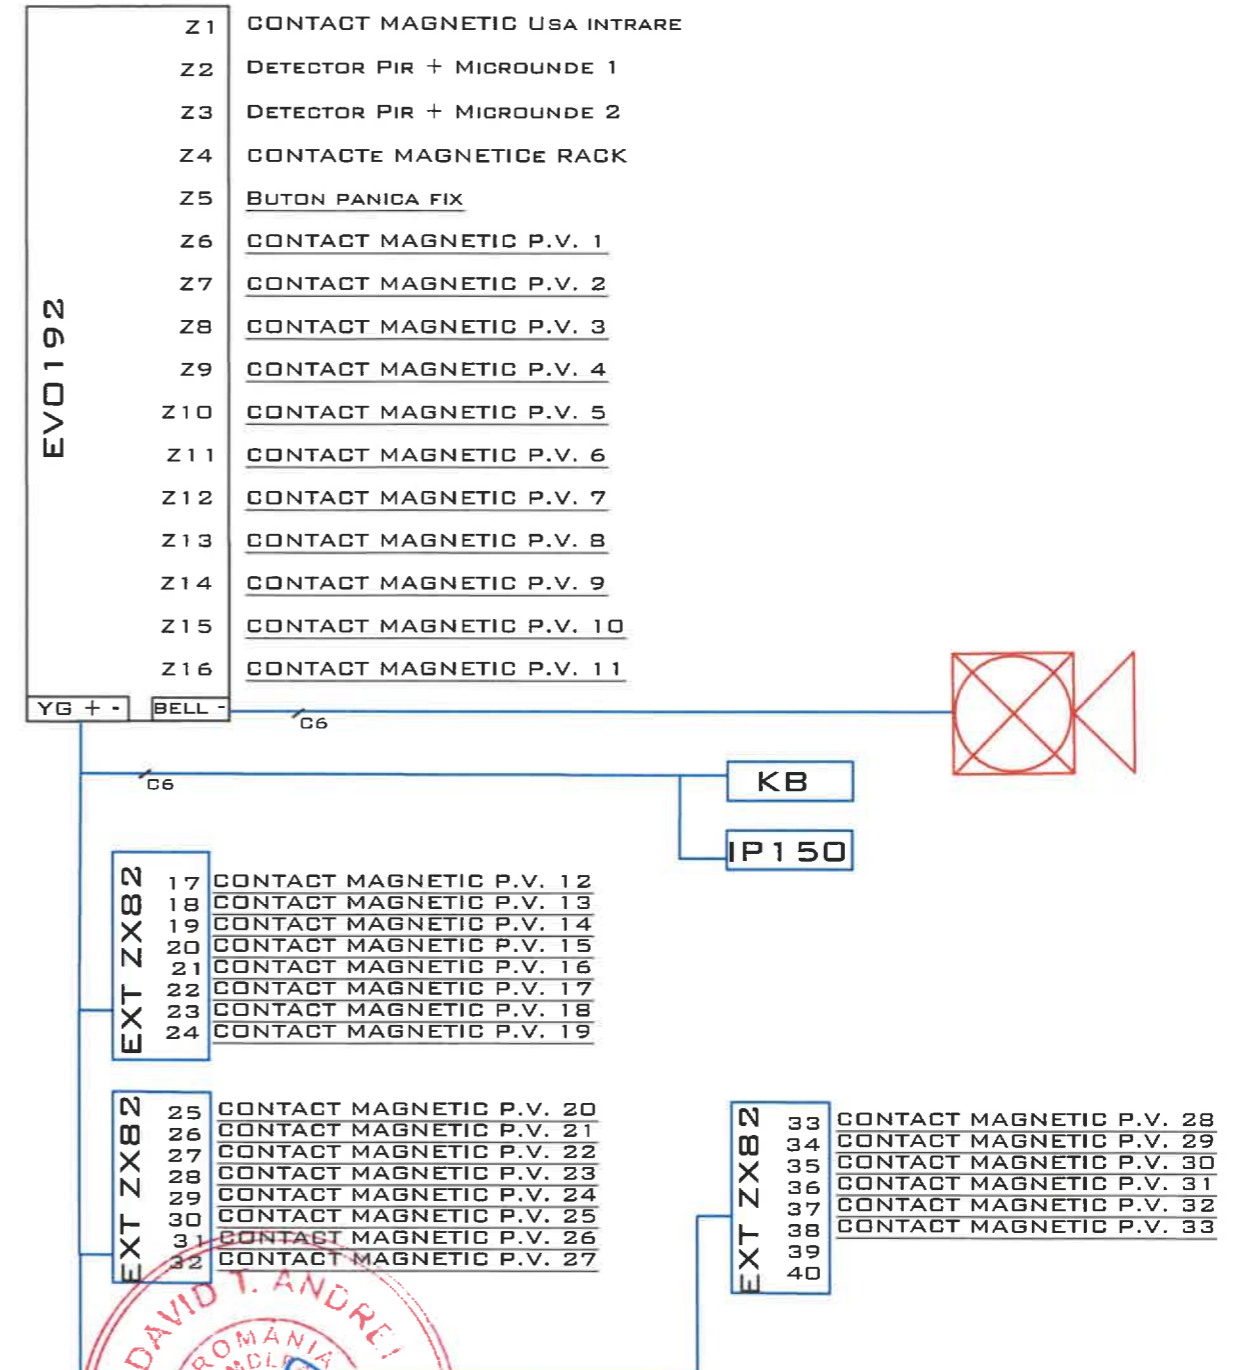 EVO192
Z1 CONTACT MAGNETIC USA INTRARE
Z2 DETECTOR PIR + MICROUNDE 1
Z3 DETECTOR PIR + MICROUNDE 2
Z4 CONTACTE MAGNETICE RACK
Z5 BUTON PANICA FIX
Z6 CONTACT MAGNETIC P.V. 1
Z7 CONTACT MAGNETIC P.V. 2
Z8 CONTACT MAGNETIC P.V. 3
Z9 CONTACT MAGNETIC P.V. 4
Z10 CONTACT MAGNETIC P.V. 5
Z11 CONTACT MAGNETIC P.V. 6
Z12 CONTACT MAGNETIC P.V. 7
Z13 CONTACT MAGNETIC P.V. 8
Z14 CONTACT MAGNETIC P.V. 9
Z15 CONTACT MAGNETIC P.V. 10
Z16 CONTACT MAGNETIC P.V. 11
YG + - BELL -
C6
C6
KB
IP150
EXT ZX82
17 CONTACT MAGNETIC P.V. 12
18 CONTACT MAGNETIC P.V. 13
19 CONTACT MAGNETIC P.V. 14
20 CONTACT MAGNETIC P.V. 15
21 CONTACT MAGNETIC P.V. 16
22 CONTACT MAGNETIC P.V. 17
23 CONTACT MAGNETIC P.V. 18
24 CONTACT MAGNETIC P.V. 19
EXT ZX82
25 CONTACT MAGNETIC P.V. 20
26 CONTACT MAGNETIC P.V. 21
27 CONTACT MAGNETIC P.V. 22
28 CONTACT MAGNETIC P.V. 23
29 CONTACT MAGNETIC P.V. 24
30 CONTACT MAGNETIC P.V. 25
31 CONTACT MAGNETIC P.V. 26
32 CONTACT MAGNETIC P.V. 27
EXT ZX82
33 CONTACT MAGNETIC P.V. 28
34 CONTACT MAGNETIC P.V. 29
35 CONTACT MAGNETIC P.V. 30
36 CONTACT MAGNETIC P.V. 31
37 CONTACT MAGNETIC P.V. 32
38 CONTACT MAGNETIC P.V. 33
39
40
DAVID T. ANDREI
ROMÂNIA